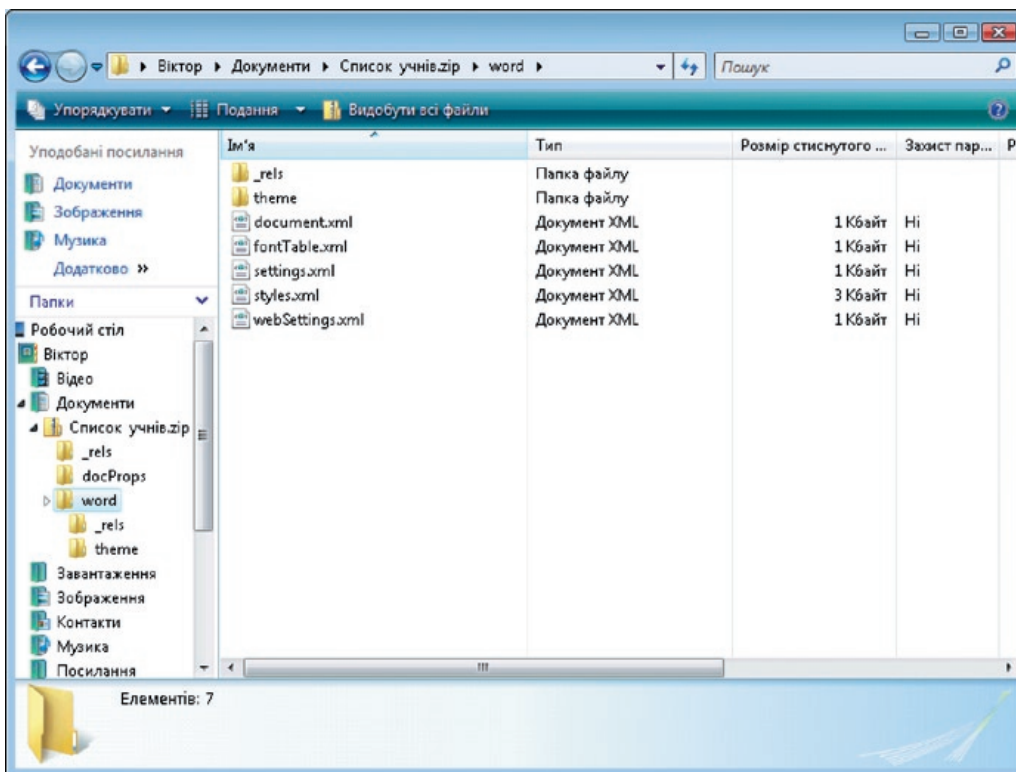 Віктор Документи Список учнів.zip word
Пошук
Упорядкувати Подання Видобути всі файли
Уподобані посилання
Документи
Зображення
Музика
Додатково »
Папки
Робочий стіл
Віктор
Відео
Документи
Список учнів.zip
_rels
docProps
word
_rels
theme
Завантаження
Зображення
Контакти
Музика
Посилання
Ім'я Тип Розмір стиснутого ... Захист пар... Р
_rels Папка файлу
theme Папка файлу
document.xml Документ XML 1 Кбайт Ні
fontTable.xml Документ XML 1 Кбайт Ні
settings.xml Документ XML 1 Кбайт Ні
styles.xml Документ XML 3 Кбайт Ні
webSettings.xml Документ XML 1 Кбайт Ні
Елементів: 7